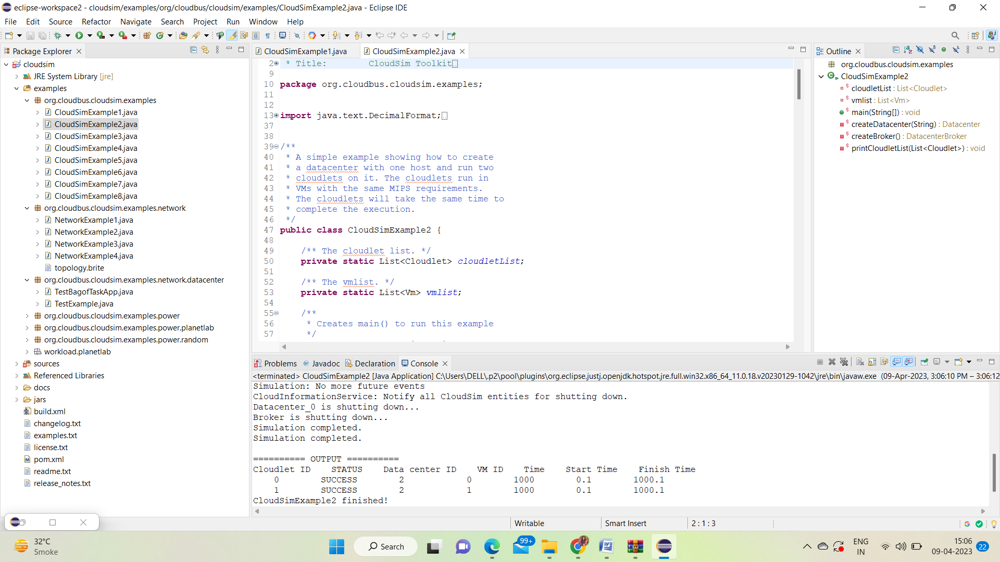 eclipse-workspace2 - cloudsim/examples/org/cloudbus/cloudsim/examples/CloudSimExample2.java - Eclipse IDE
File Edit Source Refactor Navigate Search Project Run Window Help
Package Explorer
cloudsim
JRE System Library [jre]
examples
org.cloudbus.cloudsim.examples
CloudSimExample1.java
CloudSimExample2.java
CloudSimExample3.java
CloudSimExample4.java
CloudSimExample5.java
CloudSimExample6.java
CloudSimExample7.java
CloudSimExample8.java
org.cloudbus.cloudsim.examples.network
NetworkExample1.java
NetworkExample2.java
NetworkExample3.java
NetworkExample4.java
topology.brite
org.cloudbus.cloudsim.examples.network.datacenter
TestBagofTaskApp.java
TestExample.java
org.cloudbus.cloudsim.examples.power
org.cloudbus.cloudsim.examples.power.planetlab
org.cloudbus.cloudsim.examples.power.random
workload.planetlab
sources
Referenced Libraries
docs
jars
build.xml
changelog.txt
examples.txt
license.txt
pom.xml
readme.txt
release_notes.txt
CloudSimExample1.java CloudSimExample2.java
2 * Title: CloudSim Toolkit
9
10 package org.cloudbus.cloudsim.examples;
11
12
13 import java.text.DecimalFormat;
37
38
39 /**
40 * A simple example showing how to create
41 * a datacenter with one host and run two
42 * cloudlets on it. The cloudlets run in
43 * VMs with the same MIPS requirements.
44 * The cloudlets will take the same time to
45 * complete the execution.
46 */
47 public class CloudSimExample2 {
48
49 /** The cloudlet list. */
50 private static List<Cloudlet> cloudletList;
51
52 /** The vmlist. */
53 private static List<Vm> vmlist;
54
55 /**
56 * Creates main() to run this example
57 */
Outline
org.cloudbus.cloudsim.examples
CloudSimExample2
cloudletList : List<Cloudlet>
vmlist : List<Vm>
main(String[]) : void
createDatacenter(String) : Datacenter
createBroker() : DatacenterBroker
printCloudletList(List<Cloudlet>) : void
Problems Javadoc Declaration Console
<terminated> CloudSimExample2 [Java Application] C:\Users\DELL\.p2\pool\plugins\org.eclipse.justj.openjdk.hotspot.jre.full.win32.x86_64_11.0.18.v20230129-1042\jre\bin\javaw.exe (09-Apr-2023, 3:06:10 PM – 3:06:12
Simulation: No more future events
CloudInformationService: Notify all CloudSim entities for shutting down.
Datacenter_0 is shutting down...
Broker is shutting down...
Simulation completed.
Simulation completed.
========== OUTPUT ==========
Cloudlet ID STATUS Data center ID VM ID Time Start Time Finish Time
0 SUCCESS 2 0 1000 0.1 1000.1
1 SUCCESS 2 1 1000 0.1 1000.1
CloudSimExample2 finished!
Writable Smart Insert 2 : 1 : 3
32°C
Smoke
Search
99+
ENG
IN
15:06
09-04-2023
22